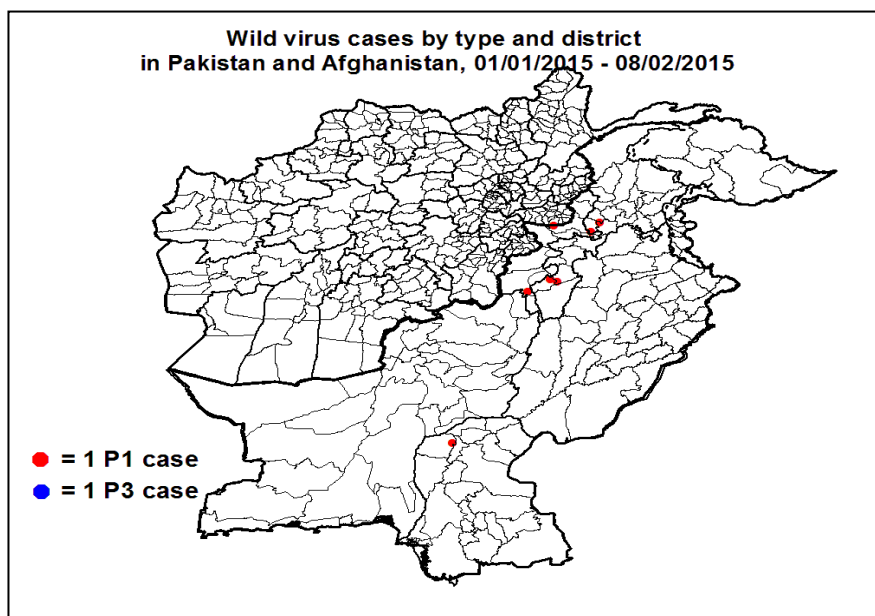 Wild virus cases by type and district
in Pakistan and Afghanistan, 01/01/2015 - 08/02/2015
= 1 P1 case
= 1 P3 case